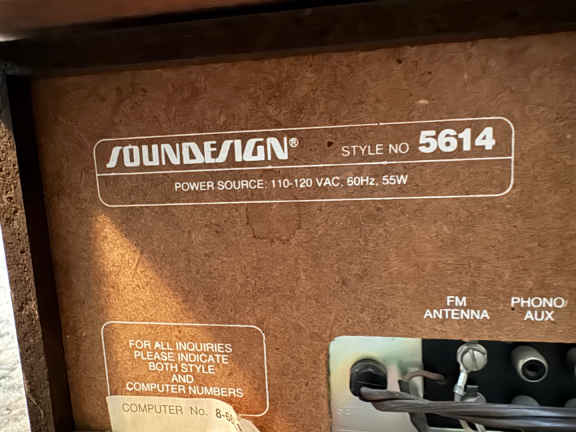 SOUNDESIGN® STYLE NO 5614
POWER SOURCE: 110-120 VAC, 60Hz, 55W
FM PHONO/
ANTENNA AUX
FOR ALL INQUIRIES
PLEASE INDICATE
BOTH STYLE
AND
COMPUTER NUMBERS
COMPUTER No.